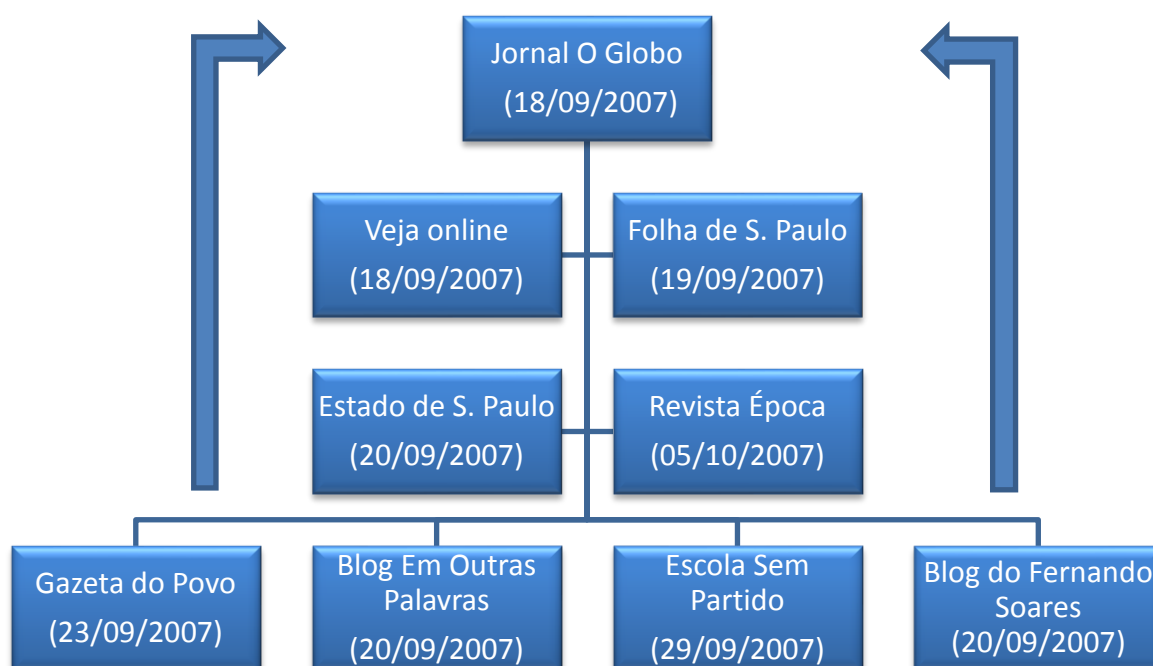 Jornal O Globo
(18/09/2007)
Veja online
(18/09/2007)
Folha de S. Paulo
(19/09/2007)
Estado de S. Paulo
(20/09/2007)
Revista Época
(05/10/2007)
Gazeta do Povo
(23/09/2007)
Blog Em Outras
Palavras
(20/09/2007)
Escola Sem
Partido
(29/09/2007)
Blog do Fernando
Soares
(20/09/2007)